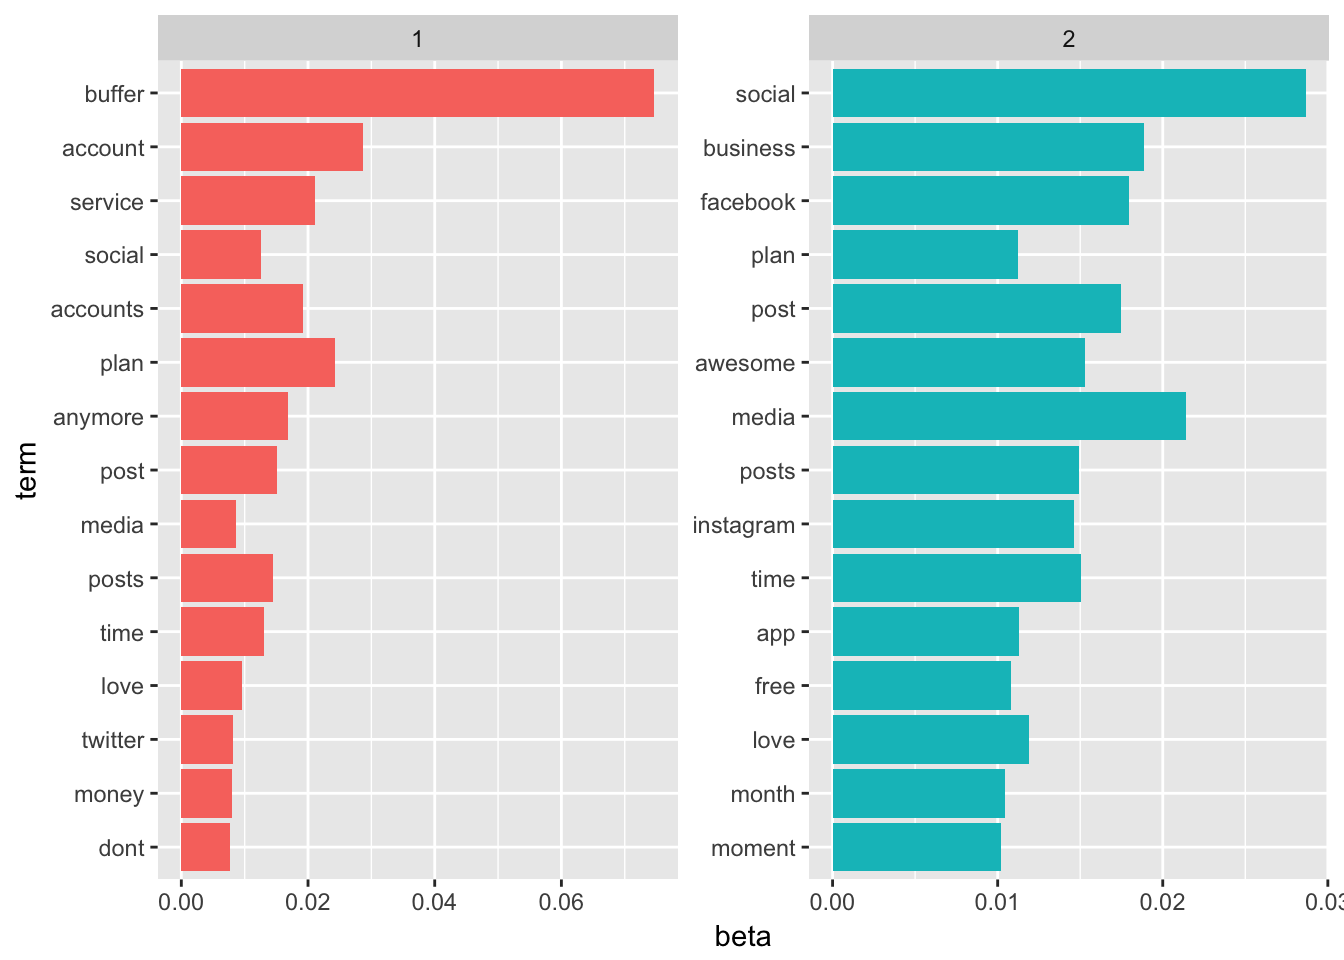 1
2
buffer
account
service
social
accounts
plan
anymore
post
media
posts
time
love
twitter
money
dont
social
business
facebook
plan
post
awesome
media
posts
instagram
time
app
free
love
month
moment
term
0.00 0.02 0.04 0.06
0.00 0.01 0.02 0.03
beta